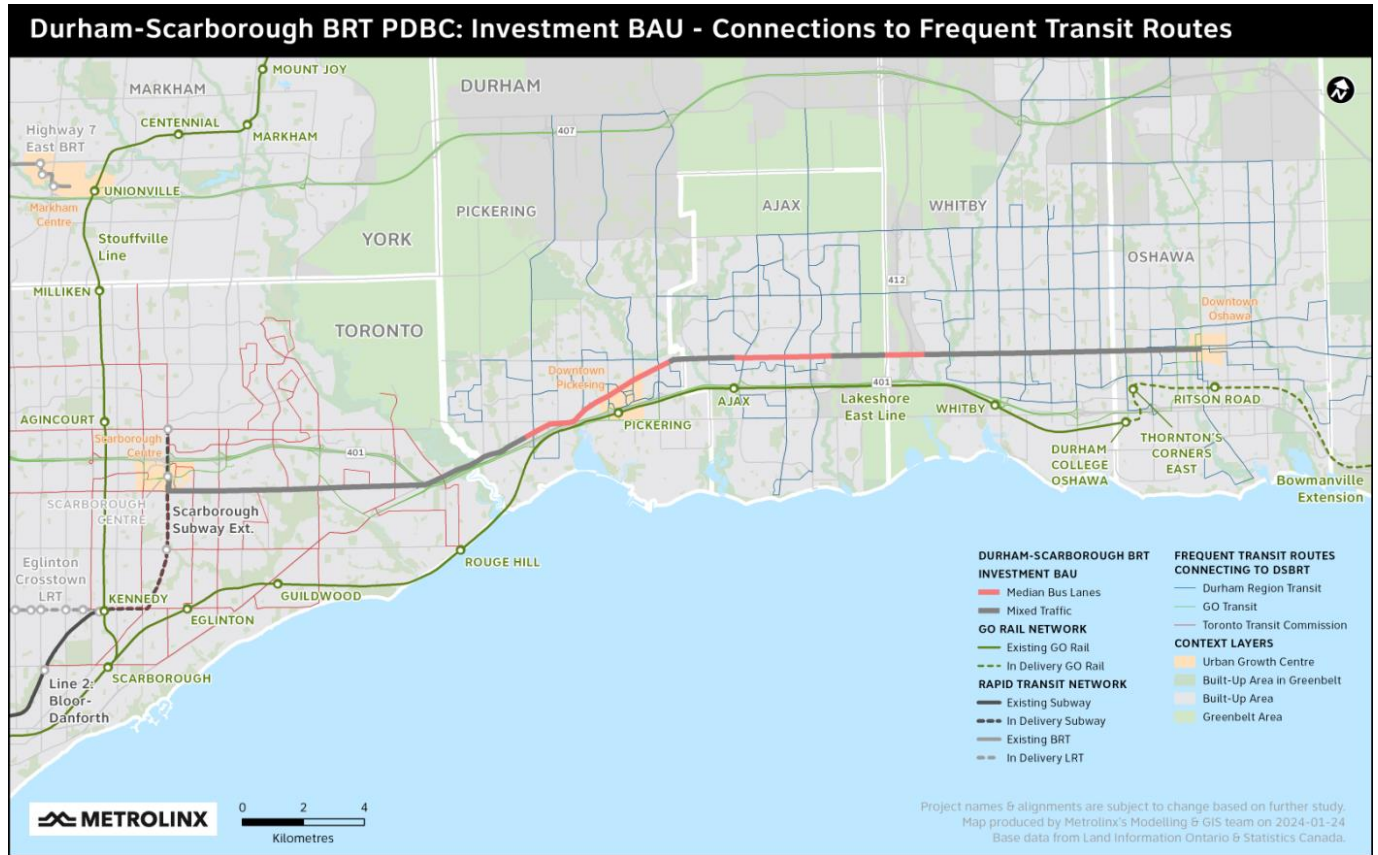 Durham-Scarborough BRT PDBC: Investment BAU - Connections to Frequent Transit Routes
MOUNT JOY
MARKHAM
DURHAM
CENTENNIAL
MARKHAM
Highway 7
East BRT
407
UNIONVILLE
Markham
Centre
PICKERING
AJAX
WHITBY
YORK
Stouffville
Line
OSHAWA
412
MILLIKEN
TORONTO
Downtown
Oshawa
Downtown
Pickering
AJAX
Lakeshore
East Line
401
WHITBY
RITSON ROAD
AGINCOURT
PICKERING
Scarborough
Centre
401
DURHAM
COLLEGE
OSHAWA
THORNTON'S
CORNERS
EAST
Bowmanville
Extension
SCARBOROUGH
CENTRE
Scarborough
Subway Ext.
ROUGE HILL
Eglinton
Crosstown
LRT
KENNEDY
GUILDWOOD
EGLINTON
SCARBOROUGH
Line 2:
Bloor-
Danforth
DURHAM-SCARBOROUGH BRT
INVESTMENT BAU
Median Bus Lanes
Mixed Traffic
GO RAIL NETWORK
Existing GO Rail
In Delivery GO Rail
RAPID TRANSIT NETWORK
Existing Subway
In Delivery Subway
Existing BRT
In Delivery LRT
FREQUENT TRANSIT ROUTES
CONNECTING TO DSBRT
Durham Region Transit
GO Transit
Toronto Transit Commission
CONTEXT LAYERS
Urban Growth Centre
Built-Up Area in Greenbelt
Built-Up Area
Greenbelt Area
METROLINX
0 2 4
Kilometres
Project names & alignments are subject to change based on further study.
Map produced by Metrolinx's Modelling & GIS team on 2024-01-24
Base data from Land Information Ontario & Statistics Canada.
N